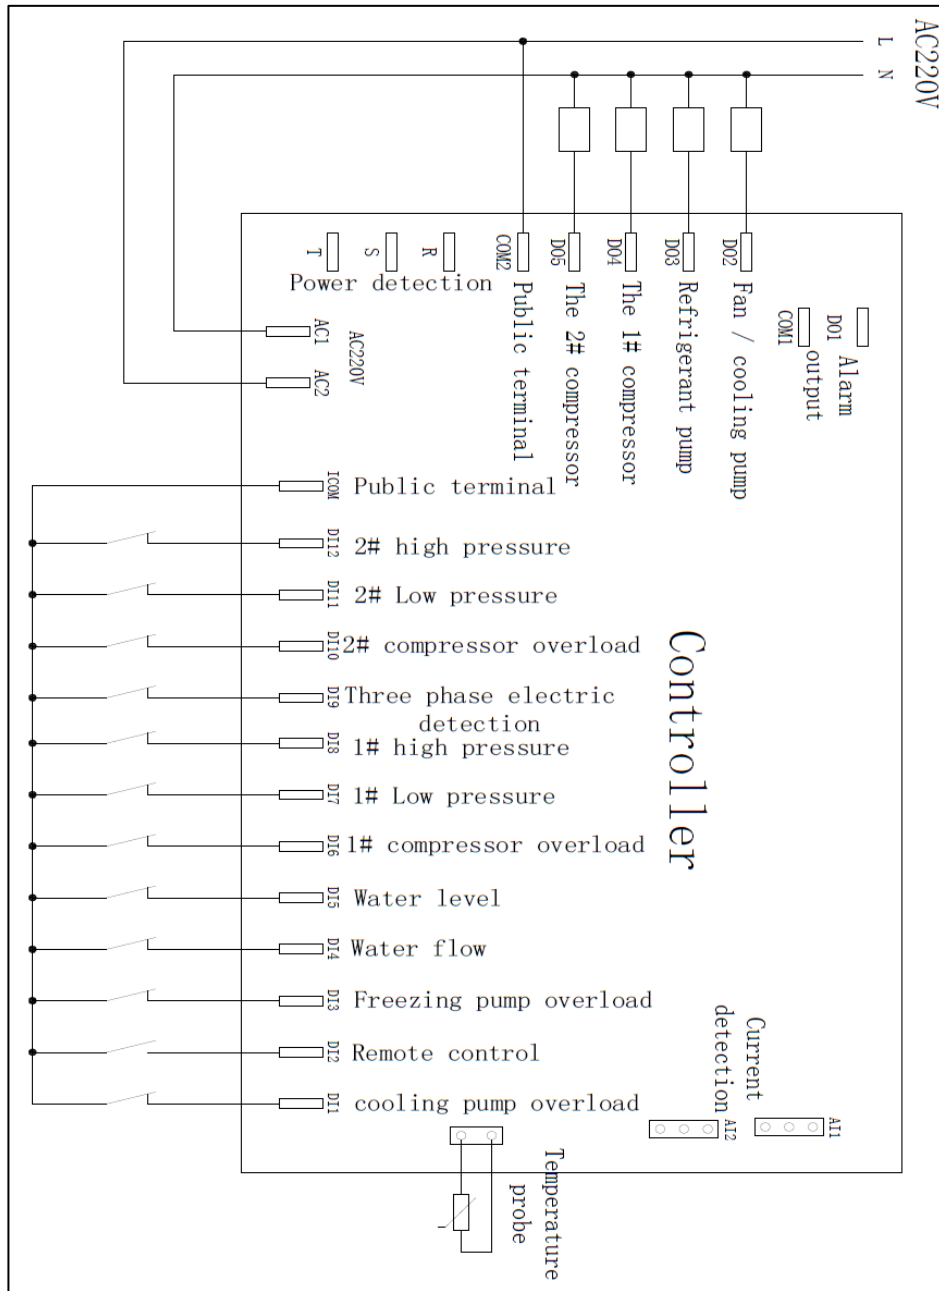 AC220V
L
N
T
S
R
Power detection
COM2
Public terminal
DO5
The 2# compressor
DO4
The 1# compressor
DO3
Refrigerant pump
DO2
Fan / cooling pump
COM1
DO1
Alarm
output
AC1
AC2
AC220V
ICOM
Public terminal
DI12
2# high pressure
DI11
2# Low pressure
DI10
2# compressor overload
DI9
Three phase electric
detection
DI8
1# high pressure
DI7
1# Low pressure
DI6
1# compressor overload
DI5
Water level
DI4
Water flow
DI3
Freezing pump overload
DI2
Remote control
DI1
cooling pump overload
Controller
Current
detection
AI2
AI1
Temperature
probe